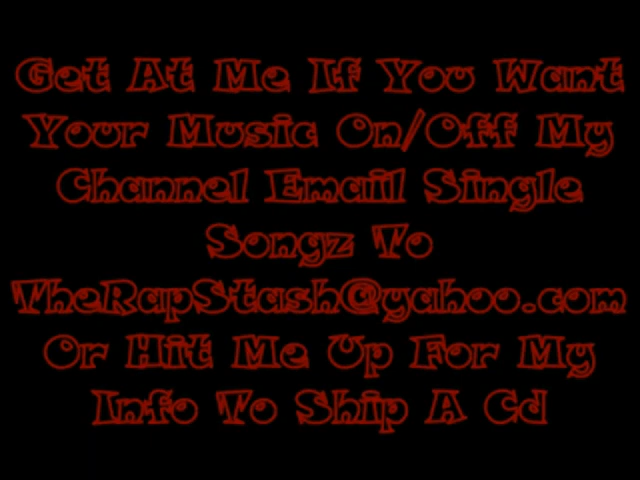 Get At Me If You Want
Your Music On/Off My
Channel Email Single
Songz To
TheRapStash@yahoo.com
Or Hit Me Up For My
Info To Ship A Cd